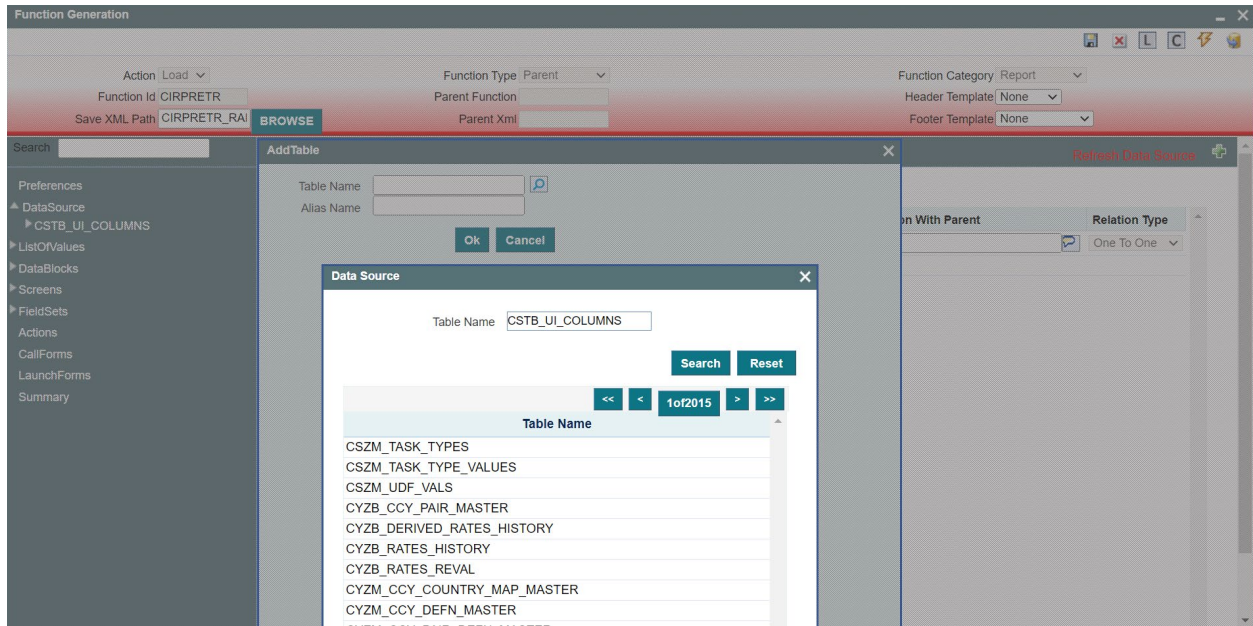 Function Generation
L C
Action Load Function Type Parent Function Category Report
Function Id CIRPRETR Parent Function Header Template None
Save XML Path CIRPRETR_RAI BROWSE Parent Xml Footer Template None
Search AddTable Refresh Data Source
Preferences Table Name
DataSource Alias Name
CSTB_UI_COLUMNS on With Parent Relation Type
ListOfValues Ok Cancel One To One
DataBlocks Data Source
Screens
FieldSets Table Name CSTB_UI_COLUMNS
Actions
CallForms Search Reset
LaunchForms
Summary << < 1of2015 > >>
Table Name
CSZM_TASK_TYPES
CSZM_TASK_TYPE_VALUES
CSZM_UDF_VALS
CYZB_CCY_PAIR_MASTER
CYZB_DERIVED_RATES_HISTORY
CYZB_RATES_HISTORY
CYZB_RATES_REVAL
CYZM_CCY_COUNTRY_MAP_MASTER
CYZM_CCY_DEFN_MASTER